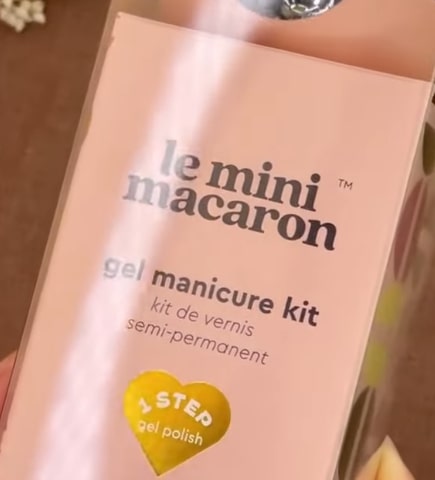 le mini
macaron ™
gel manicure kit
kit de vernis
semi-permanent
1 STEP
gel polish